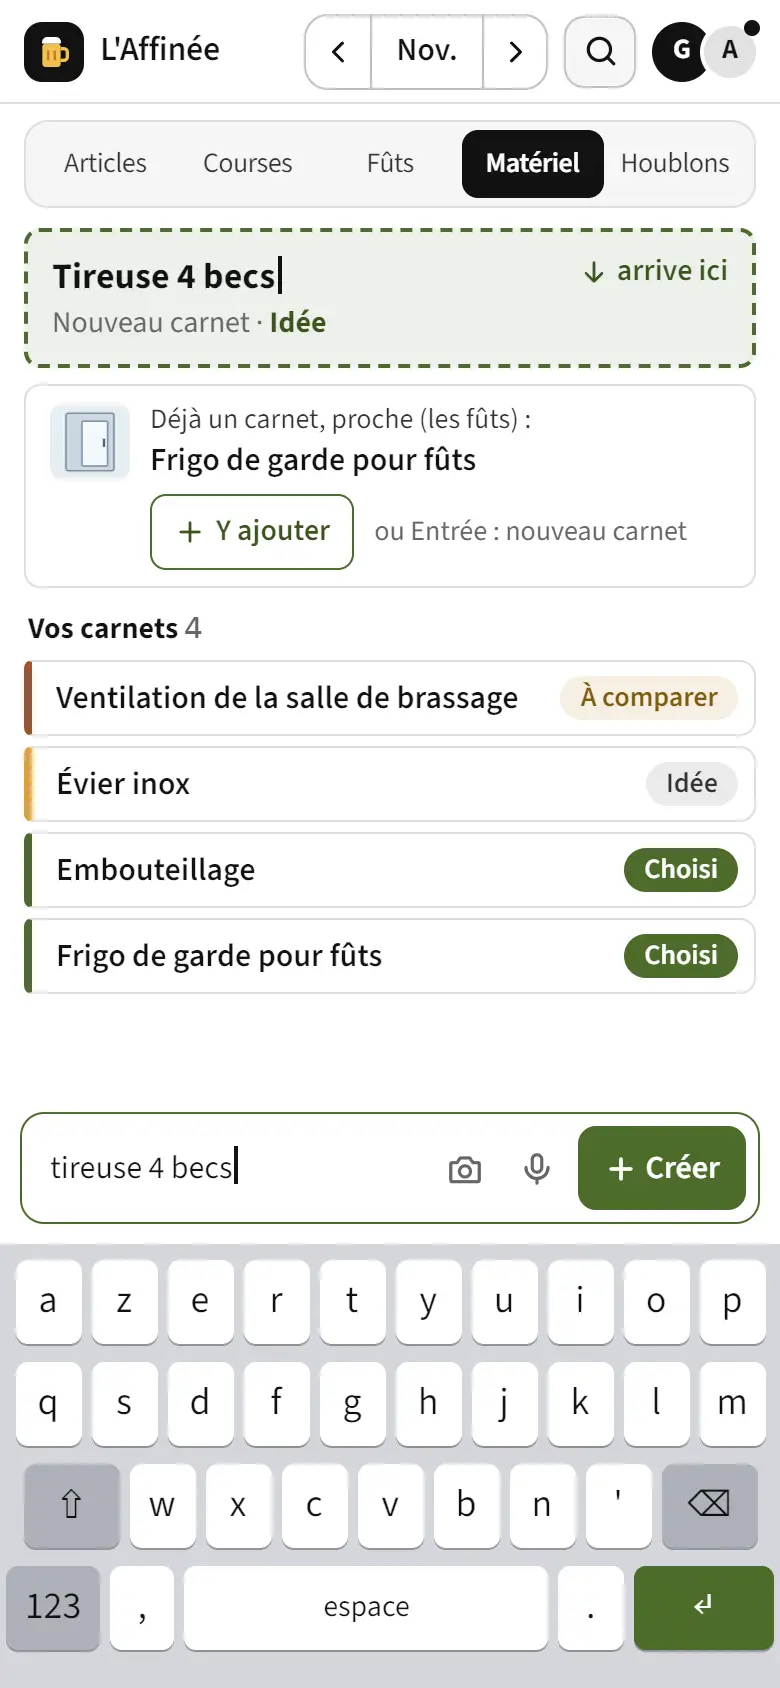 L'Affinée
Nov.
G
A
Articles
Courses
Fûts
Matériel
Houblons
Tireuse 4 becs
↓ arrive ici
Nouveau carnet · Idée
Déjà un carnet, proche (les fûts) :
Frigo de garde pour fûts
+ Y ajouter
ou Entrée : nouveau carnet
Vos carnets 4
Ventilation de la salle de brassage
À comparer
Évier inox
Idée
Embouteillage
Choisi
Frigo de garde pour fûts
Choisi
tireuse 4 becs
+ Créer
a z e r t y u i o p
q s d f g h j k l m
⇧ w x c v b n ' ⌫
123 , espace . ↵